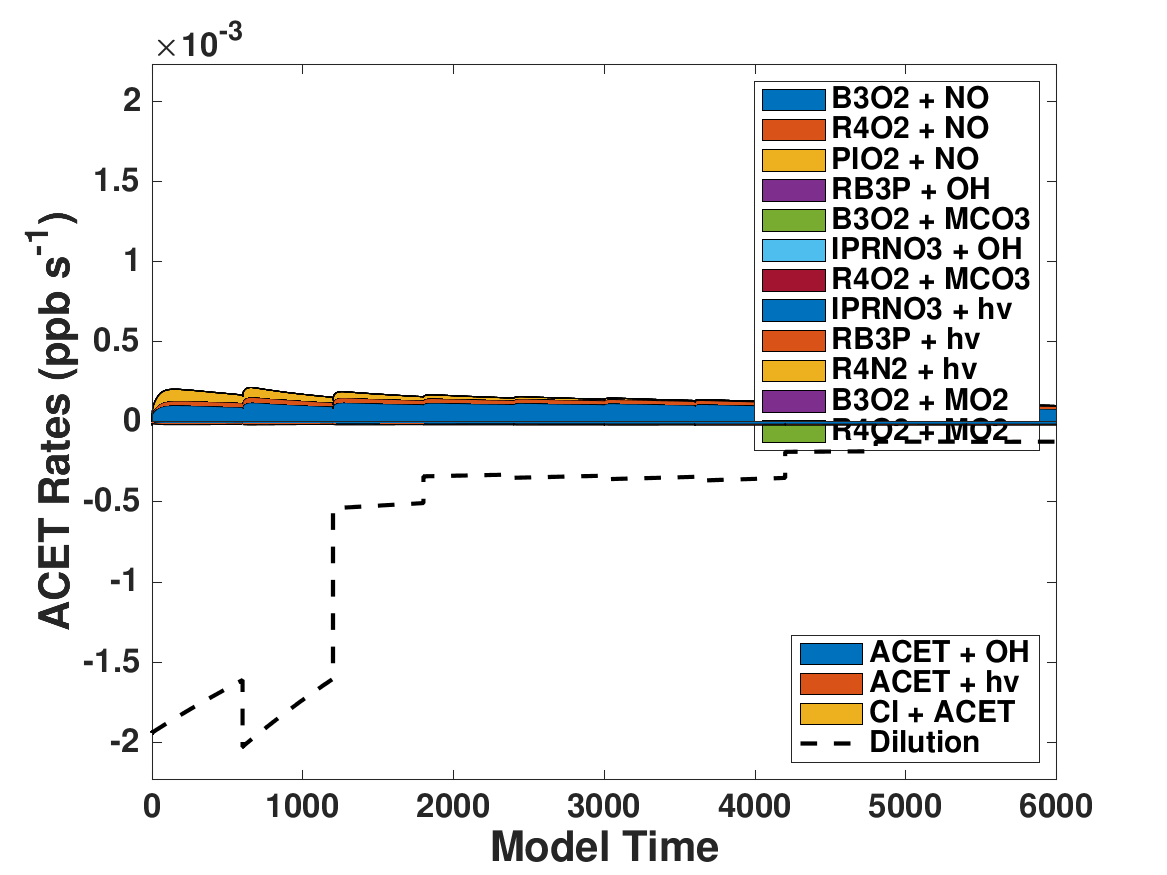 ×10-3
2
1.5
1
0.5
0
-0.5
-1
-1.5
-2
ACET Rates (ppb s-1)
B3O2 + NO
R4O2 + NO
PIO2 + NO
RB3P + OH
B3O2 + MCO3
IPRNO3 + OH
R4O2 + MCO3
IPRNO3 + hv
RB3P + hv
R4N2 + hv
B3O2 + MO2
R4O2 + MO2
ACET + OH
ACET + hv
Cl + ACET
Dilution
0 1000 2000 3000 4000 5000 6000
Model Time